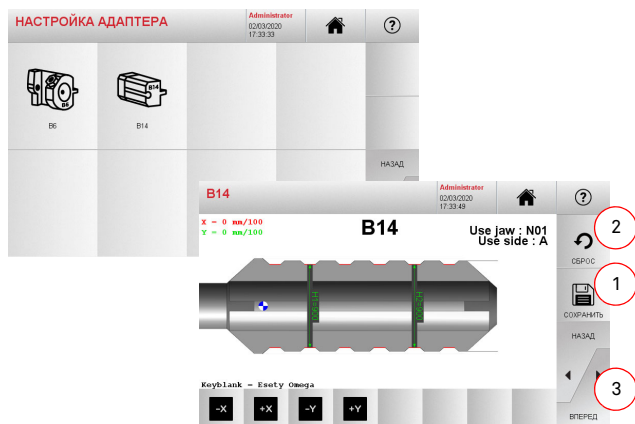 НАСТРОЙКА АДАПТЕРА
Administrator
02/03/2020
17:33:33
?
B6
B14
B6
B14
НАЗАД
B14
Administrator
02/03/2020
17:33:49
?
X = 0 mm/100
Y = 0 mm/100
B14
Use jaw : N01
Use side : A
2
СБРОС
1
СОХРАНИТЬ
НАЗАД
3
ВПЕРЕД
Keyblank - Esety Omega
-X
+X
-Y
+Y